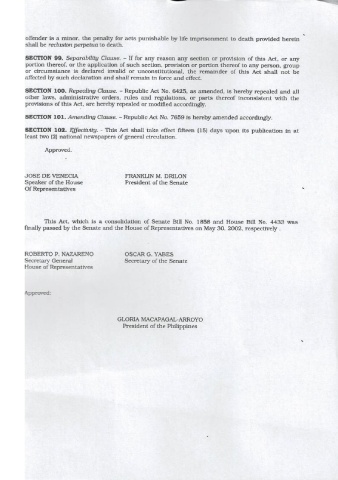 offender is a minor, the penalty for acts punishable by life imprisonment to death provided herein
shall be reclusion perpetua to death.
SECTION 99. Separability Clause. – If for any reason any section or provision of this Act, or any
portion thereof, or the application of such section, provision or portion thereof to any person, group
or circumstance is declared invalid or unconstitutional, the remainder of this Act shall not be
affected by such declaration and shall remain in force and effect.
SECTION 100. Repealing Clause. – Republic Act No. 6425, as amended, is hereby repealed and all
other laws, administrative orders, rules and regulations, or parts thereof inconsistent with the
provisions of this Act, are hereby repealed or modified accordingly.
SECTION 101. Amending Clause. – Republic Act No. 7659 is hereby amended accordingly.
SECTION 102. Effectivity. – This Act shall take effect fifteen (15) days upon its publication in at
least two (2) national newspapers of general circulation.
Approved,
JOSE DE VENECIA FRANKLIN M. DRILON
Speaker of the House President of the Senate
Of Representatives
This Act, which is a consolidation of Senate Bill No. 1858 and House Bill No. 4433 was
finally passed by the Senate and the House of Representatives on May 30, 2002, respectively.
ROBERTO P. NAZARENO OSCAR G. YABES
Secretary General Secretary of the Senate
House of Representatives
Approved:
GLORIA MACAPAGAL-ARROYO
President of the Philippines